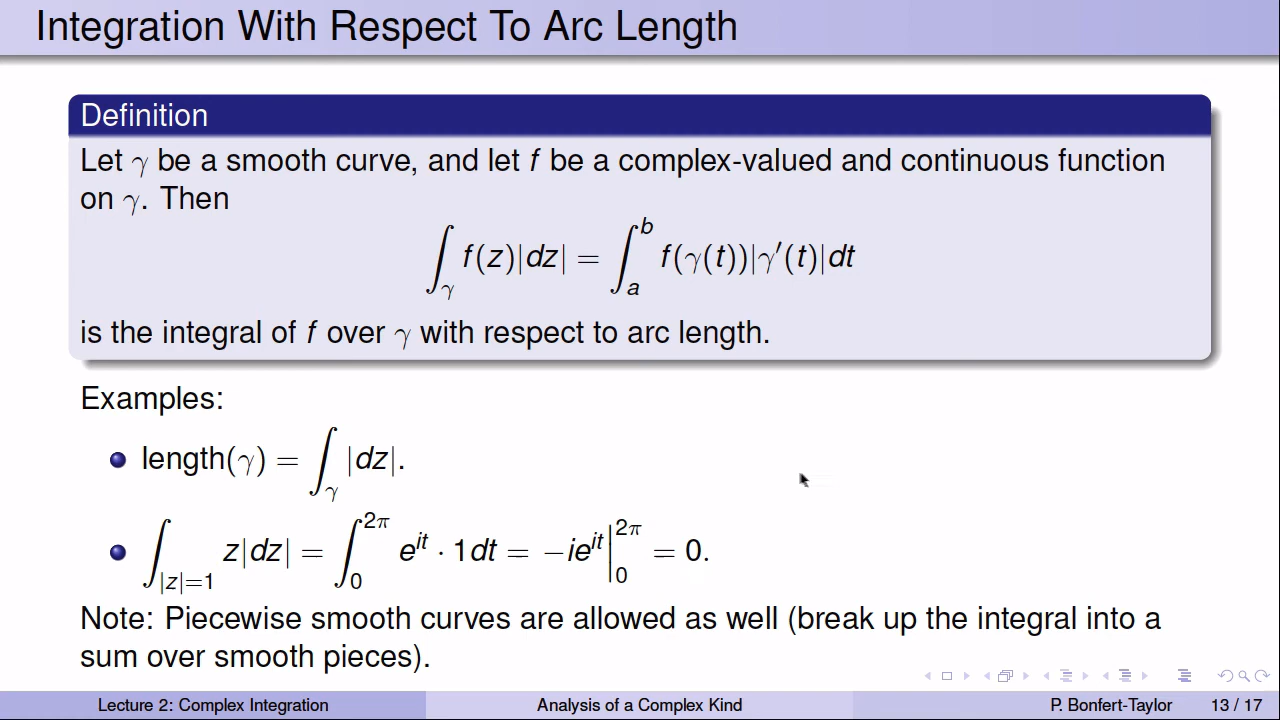 Integration With Respect To Arc Length
Definition
Let γ be a smooth curve, and let f be a complex-valued and continuous function
on γ. Then
∫_γ f(z)|dz| = ∫_a^b f(γ(t))|γ′(t)|dt
is the integral of f over γ with respect to arc length.
Examples:
length(γ) = ∫_γ |dz|.
∫_{|z|=1} z|dz| = ∫_0^{2π} e^{it} · 1dt = −ie^{it}|_0^{2π} = 0.
Note: Piecewise smooth curves are allowed as well (break up the integral into a
sum over smooth pieces).
Lecture 2: Complex Integration Analysis of a Complex Kind P. Bonfert-Taylor 13 / 17